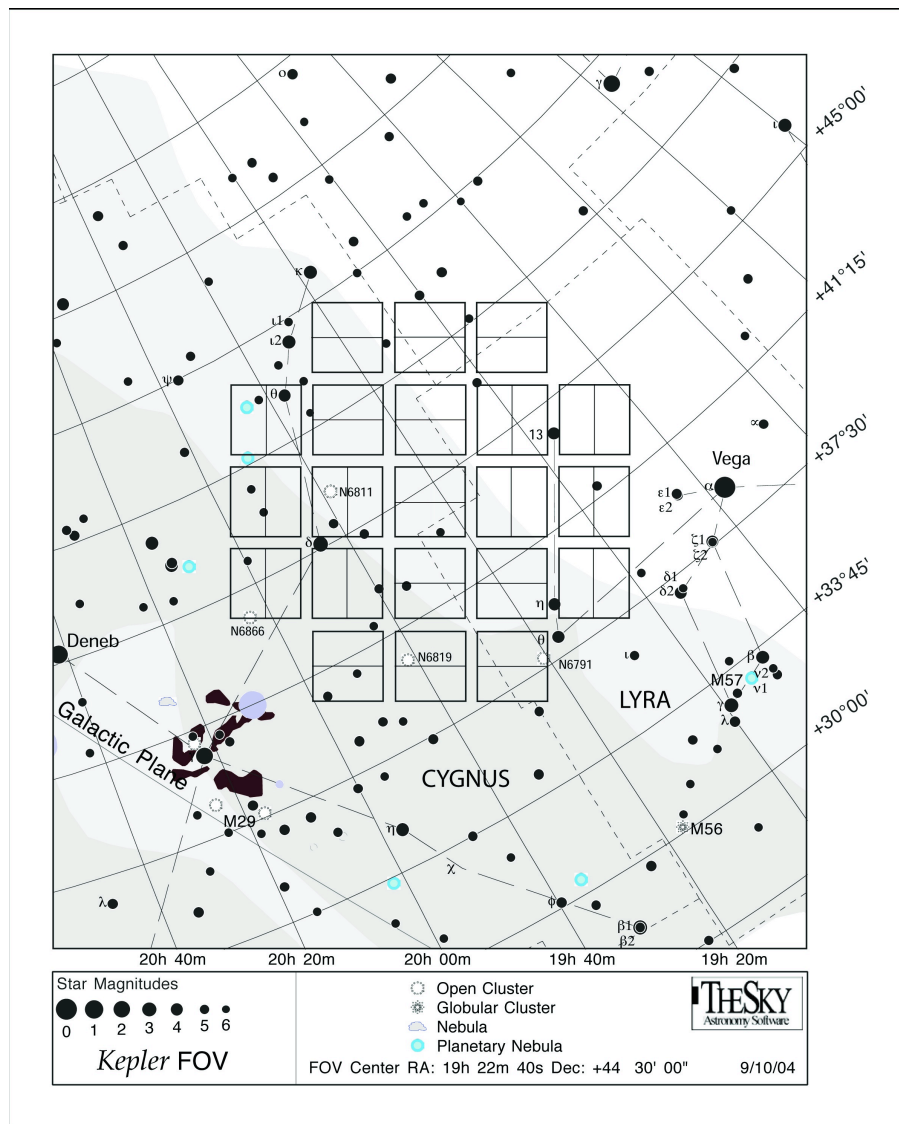 ο
γ
ι
+45°00'
κ
+41°15'
ι1
ι2
ψ
θ
+37°30'
13
∝
Vega
α
N6811
ε1
ε2
δ
ζ1
ζ2
+33°45'
δ1
δ2
η
N6866
Deneb
θ
N6819
N6791
ι
β
ν2
M57
ν1
LYRA
γ
λ
+30°00'
Galactic Plane
CYGNUS
M29
η
M56
χ
λ
ϕ
β1
β2
20h 40m
20h 20m
20h 00m
19h 40m
19h 20m
Star Magnitudes
0 1 2 3 4 5 6
Kepler FOV
Open Cluster
Globular Cluster
Nebula
Planetary Nebula
FOV Center RA: 19h 22m 40s Dec: +44 30' 00"
9/10/04
THESKY
Astronomy Software